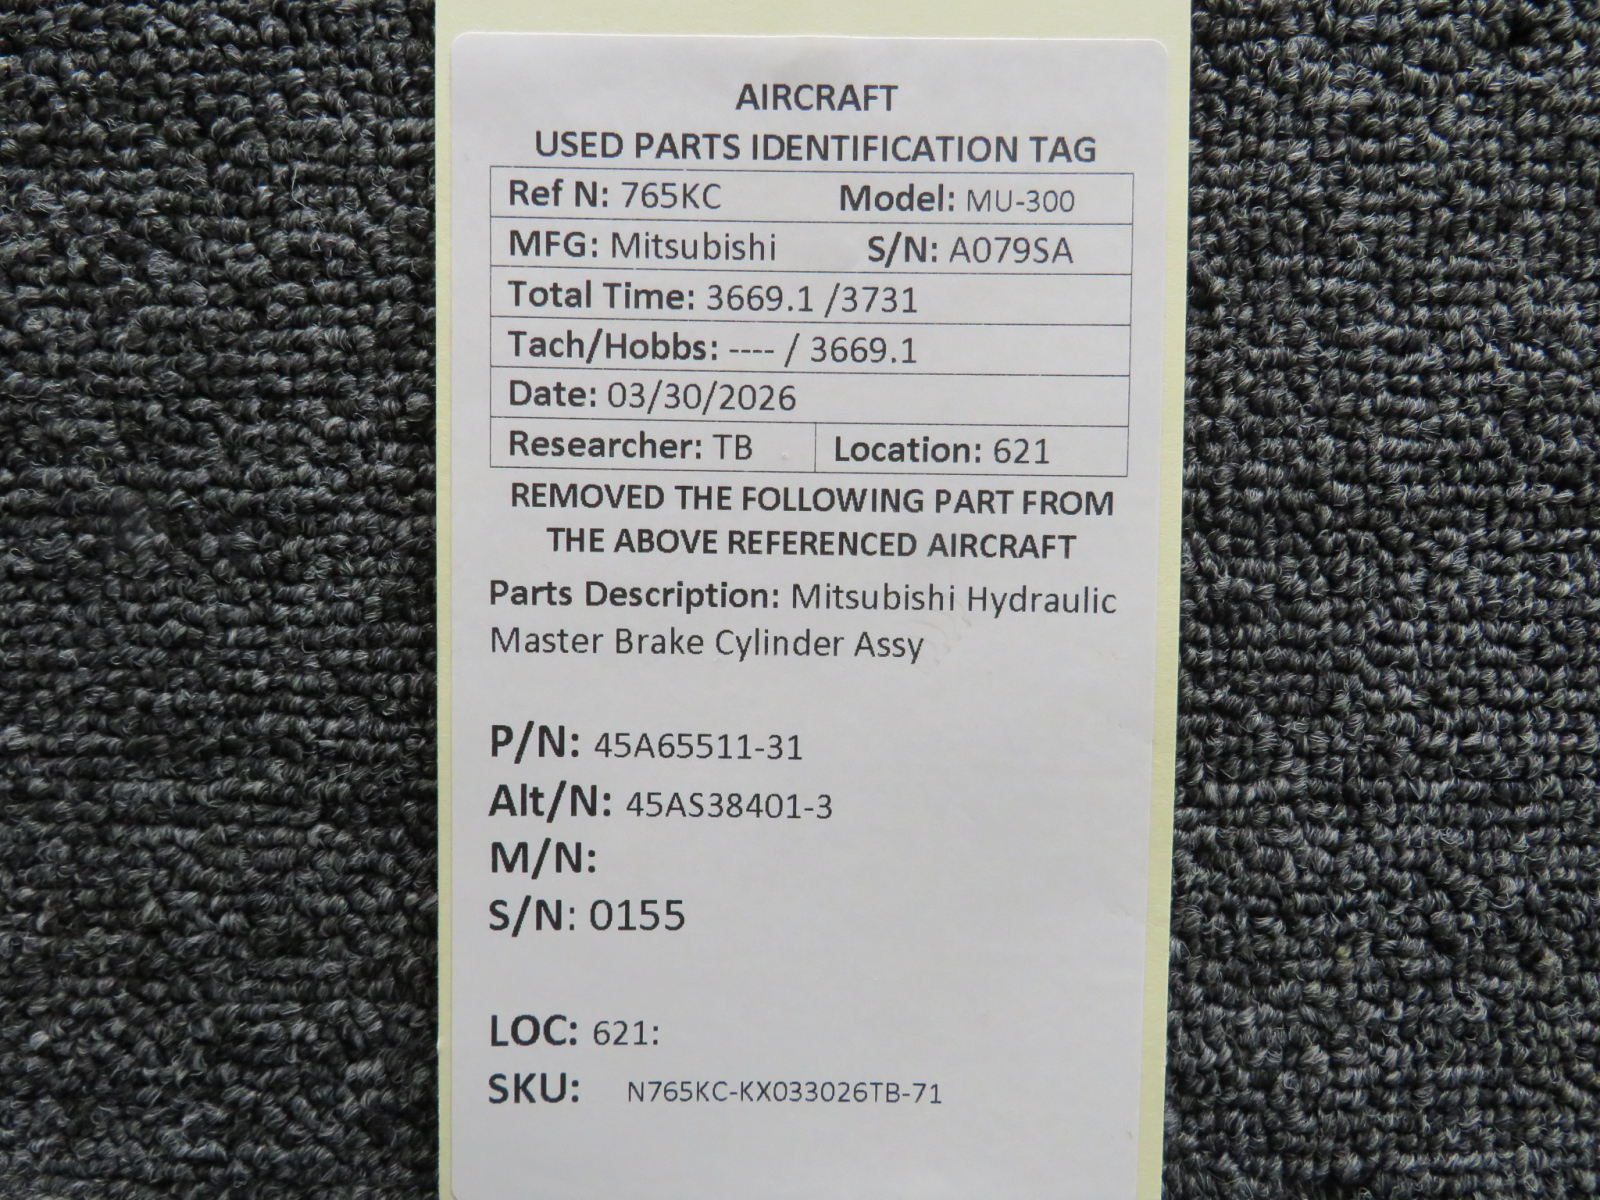 AIRCRAFT
USED PARTS IDENTIFICATION TAG
Ref N: 765KC Model: MU-300
MFG: Mitsubishi S/N: A079SA
Total Time: 3669.1 /3731
Tach/Hobbs: ---- / 3669.1
Date: 03/30/2026
Researcher: TB Location: 621
REMOVED THE FOLLOWING PART FROM
THE ABOVE REFERENCED AIRCRAFT
Parts Description: Mitsubishi Hydraulic
Master Brake Cylinder Assy
P/N: 45A65511-31
Alt/N: 45AS38401-3
M/N:
S/N: 0155
LOC: 621:
SKU: N765KC-KX033026TB-71